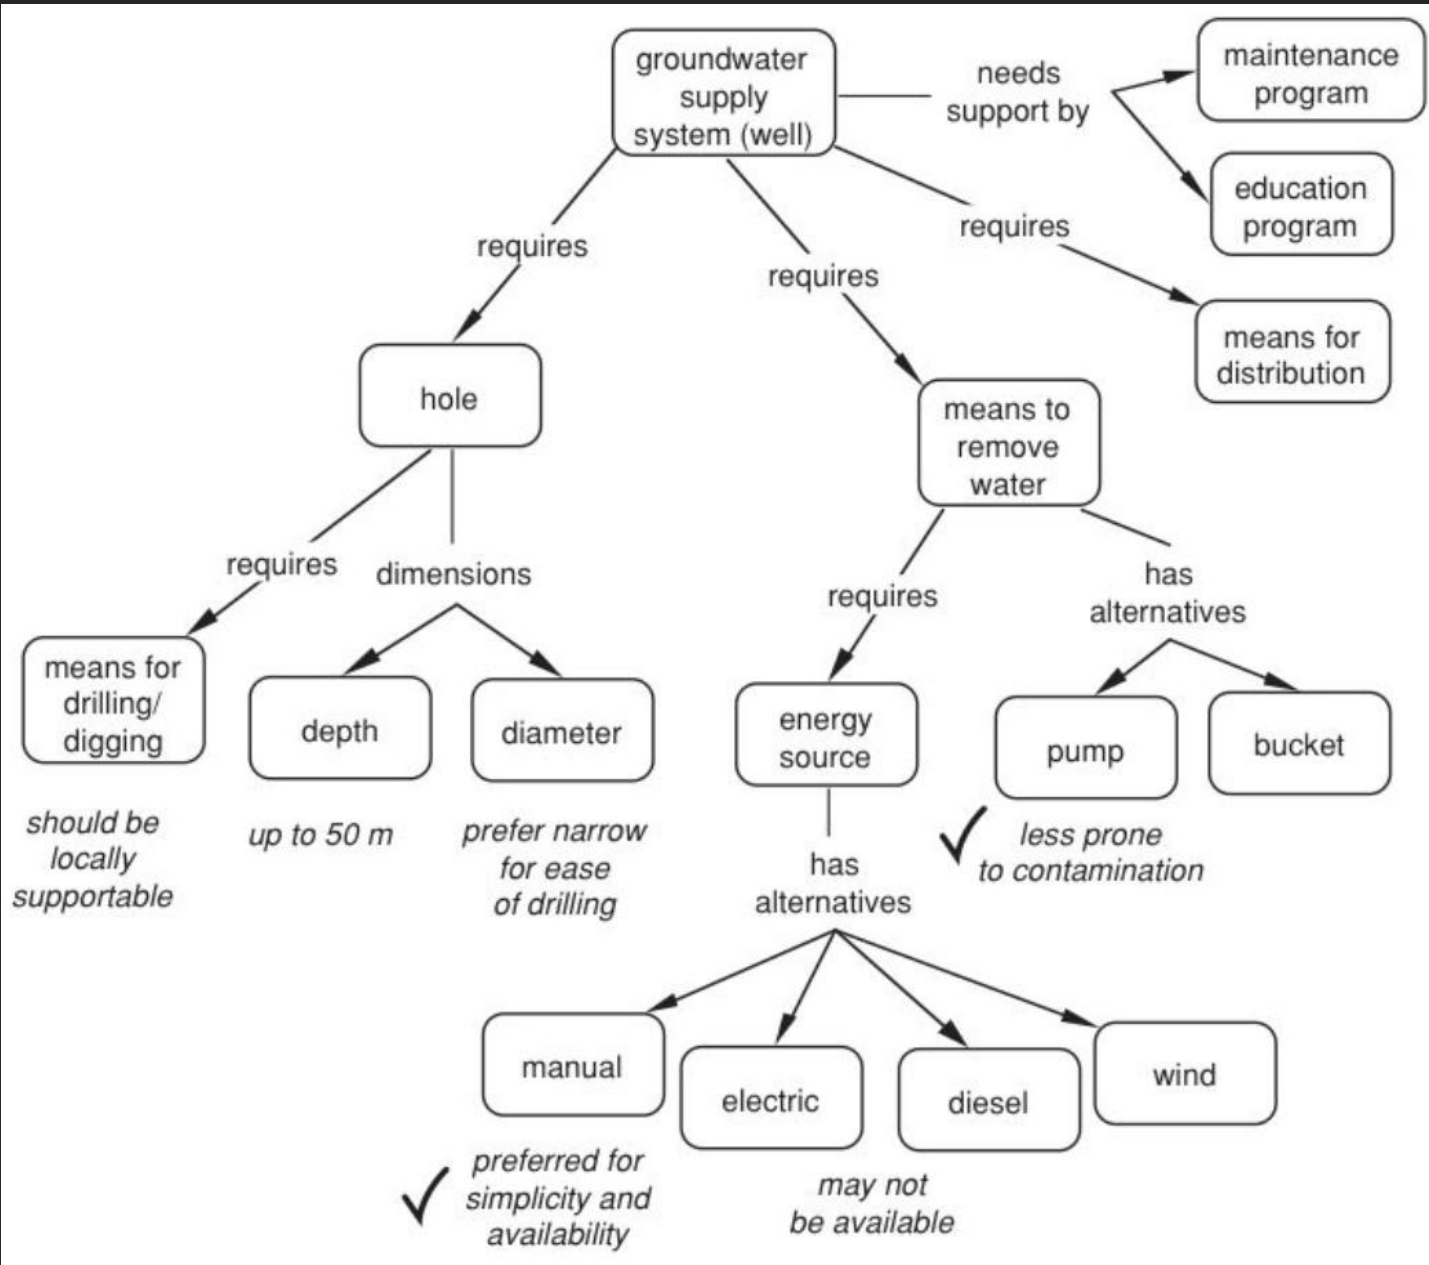 groundwater
supply
system (well)
needs
support by
maintenance
program
education
program
requires
requires
requires
means for
distribution
hole
means to
remove
water
requires
dimensions
requires
has
alternatives
means for
drilling/
digging
depth
diameter
energy
source
pump
bucket
should be
locally
supportable
up to 50 m
prefer narrow
for ease
of drilling
less prone
to contamination
has
alternatives
manual
electric
diesel
wind
preferred for
simplicity and
availability
may not
be available